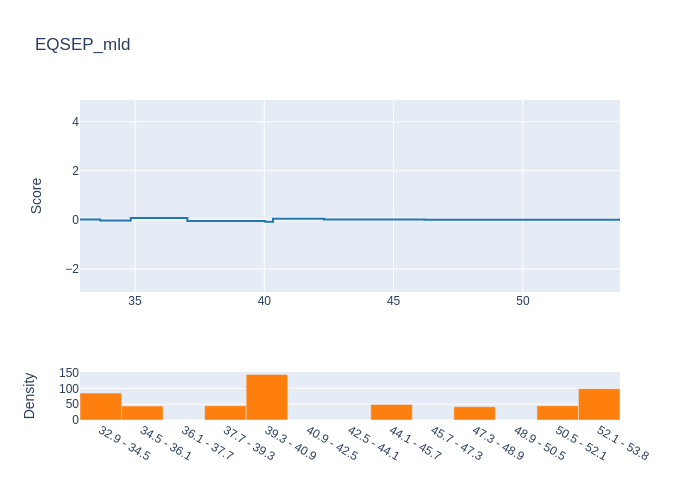 EQSEP_mld
Score
4
2
0
−2
35
40
45
50
Density
150
100
50
0
32.9 - 34.5
34.5 - 36.1
36.1 - 37.7
37.7 - 39.3
39.3 - 40.9
40.9 - 42.5
42.5 - 44.1
44.1 - 45.7
45.7 - 47.3
47.3 - 48.9
48.9 - 50.5
50.5 - 52.1
52.1 - 53.8